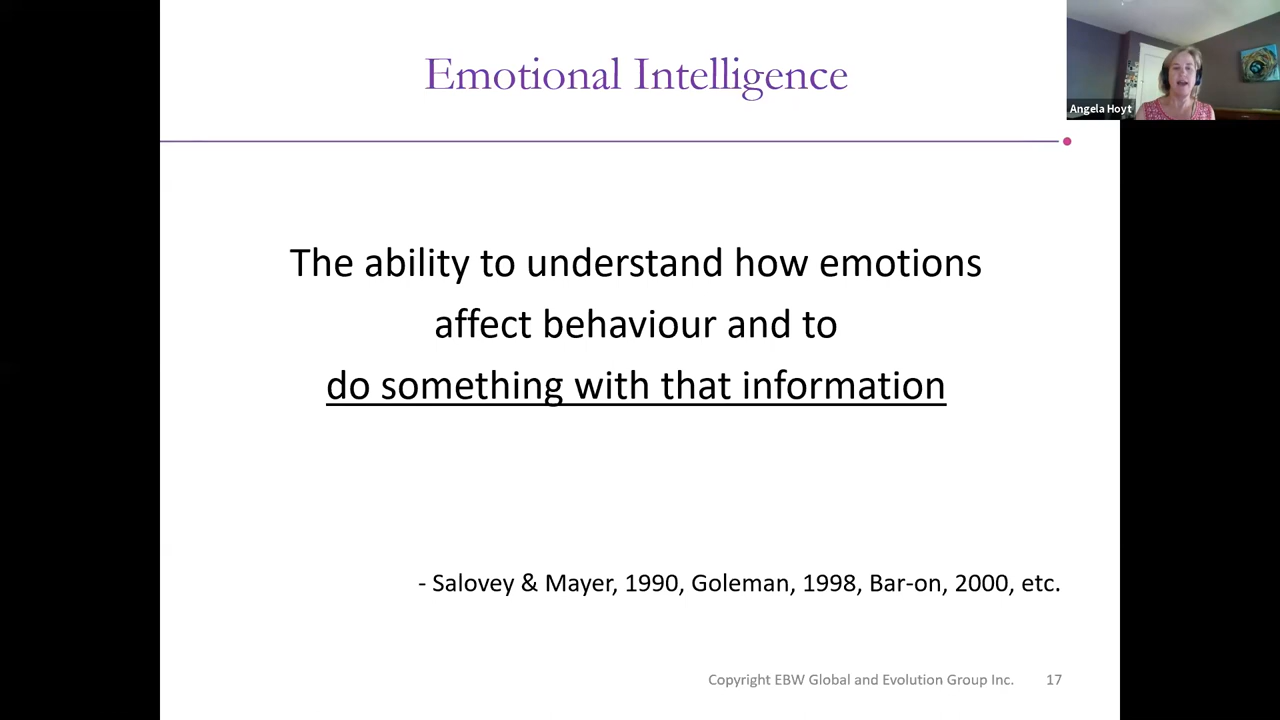 Emotional Intelligence
Angela Hoyt
The ability to understand how emotions
affect behaviour and to
do something with that information
- Salovey & Mayer, 1990, Goleman, 1998, Bar-on, 2000, etc.
Copyright EBW Global and Evolution Group Inc. 17